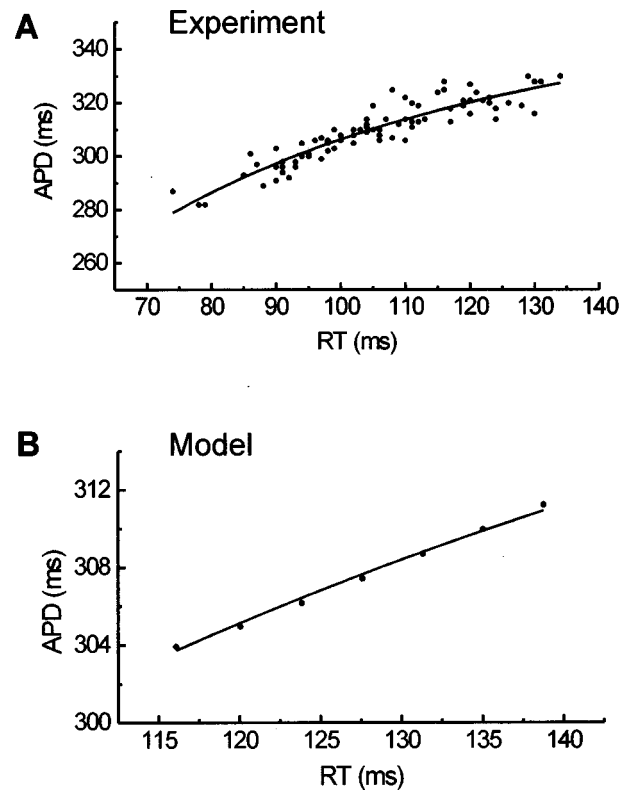 A Experiment
APD (ms)
340
320
300
280
260
70 80 90 100 110 120 130 140
RT (ms)
B Model
APD (ms)
312
308
304
300
115 120 125 130 135 140
RT (ms)